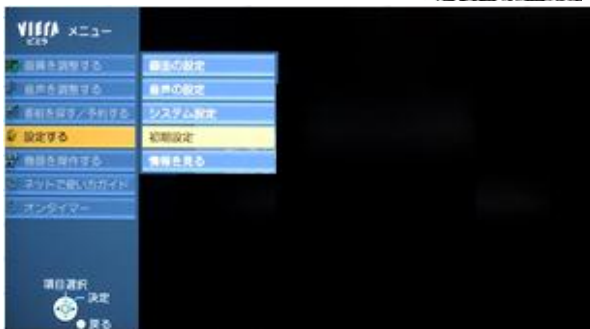 VIErA メニュー
ビエラ
画質を調整する
音声を調整する
番組を探す/予約する
設定する
機器を操作する
ネットで使い方ガイド
オンタイマー
画面の設定
音声の設定
システム設定
初期設定
情報を見る
項目選択
決定
戻る